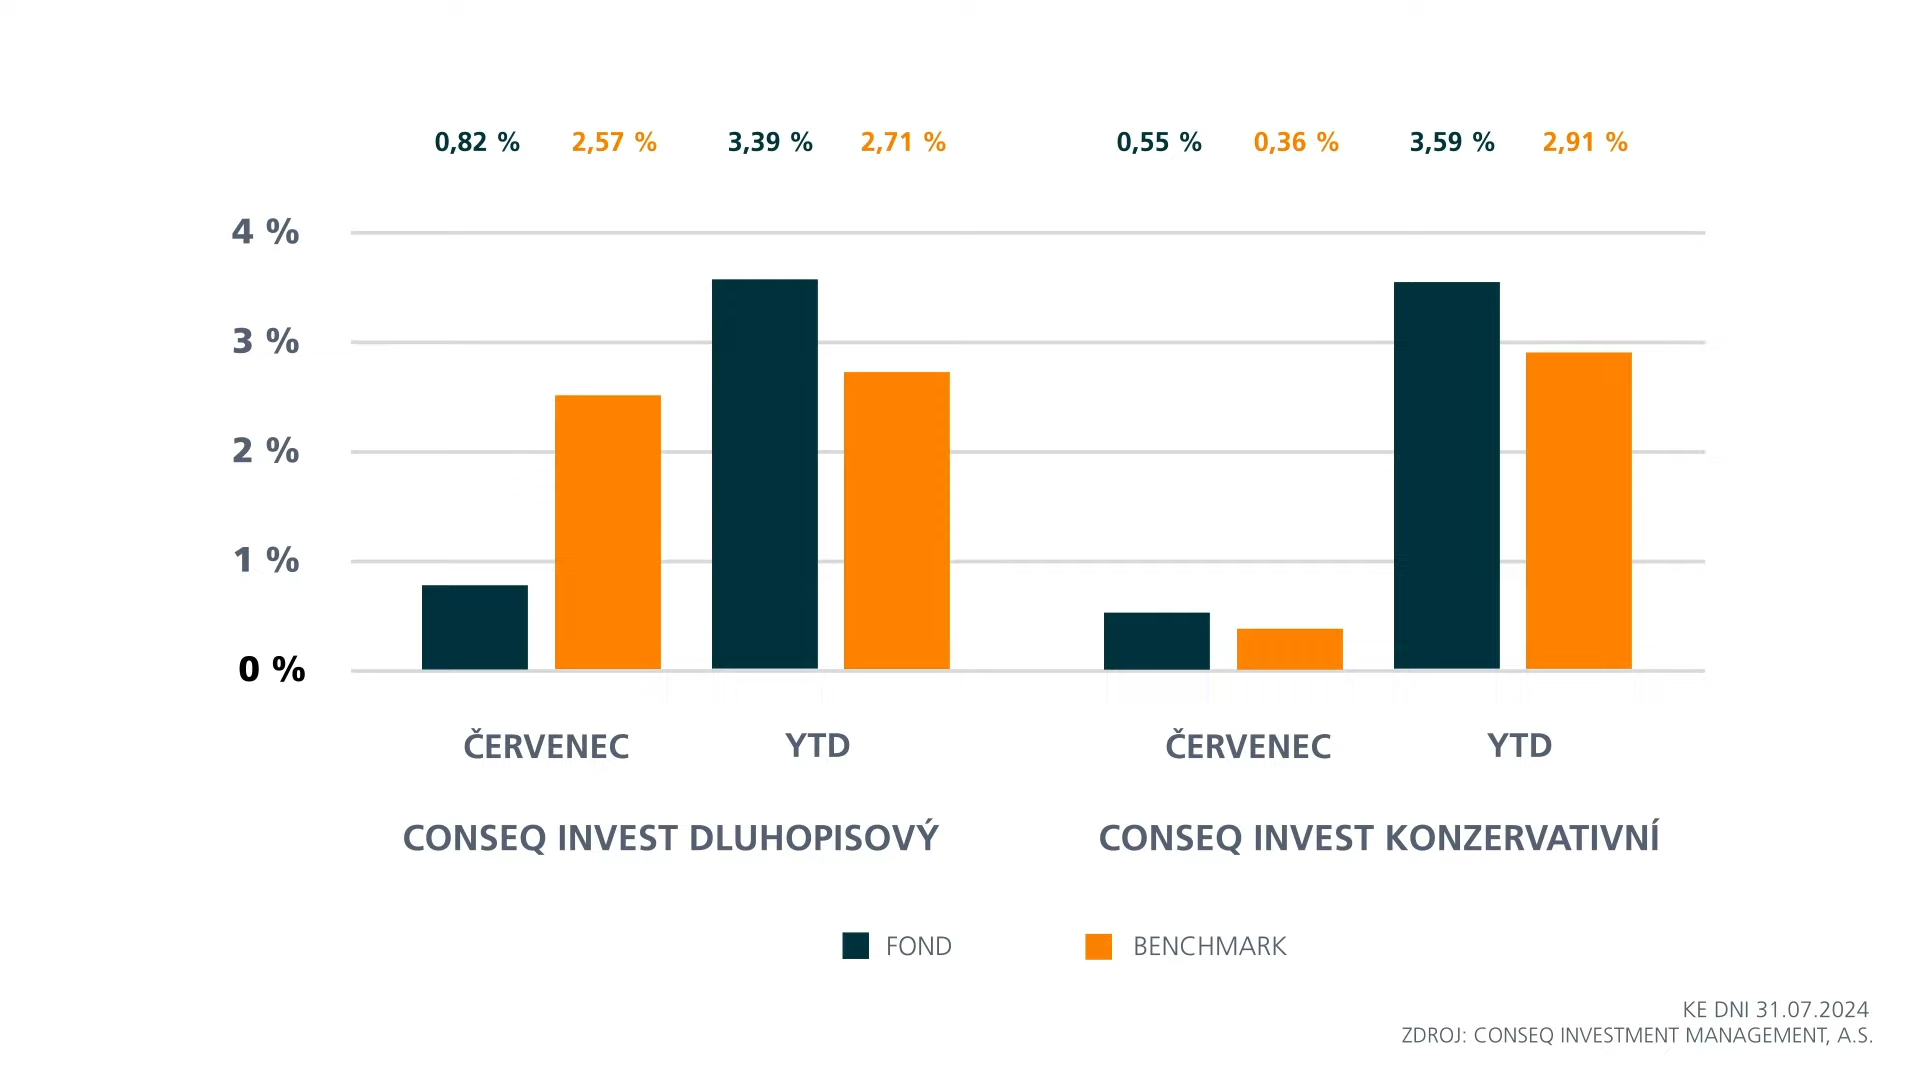 0,82 % 2,57 % 3,39 % 2,71 % 0,55 % 0,36 % 3,59 % 2,91 %
4 %
3 %
2 %
1 %
0 %
ČERVENEC YTD ČERVENEC YTD
CONSEQ INVEST DLUHOPISOVÝ CONSEQ INVEST KONZERVATIVNÍ
FOND BENCHMARK
KE DNI 31.07.2024
ZDROJ: CONSEQ INVESTMENT MANAGEMENT, A.S.